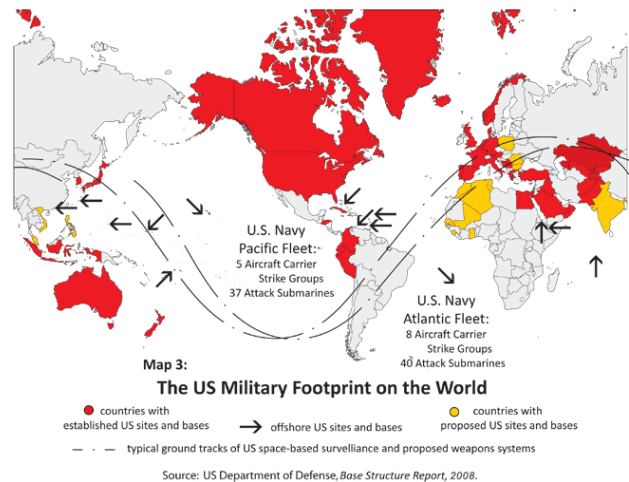 U.S. Navy
Pacific Fleet:
5 Aircraft Carrier
Strike Groups
37 Attack Submarines
U.S. Navy
Atlantic Fleet:
8 Aircraft Carrier
Strike Groups
40 Attack Submarines
Map 3:
The US Military Footprint on the World
countries with
established US sites and bases
offshore US sites and bases
countries with
proposed US sites and bases
typical ground tracks of US space-based survelliance and proposed weapons systems
Source: US Department of Defense, Base Structure Report, 2008.